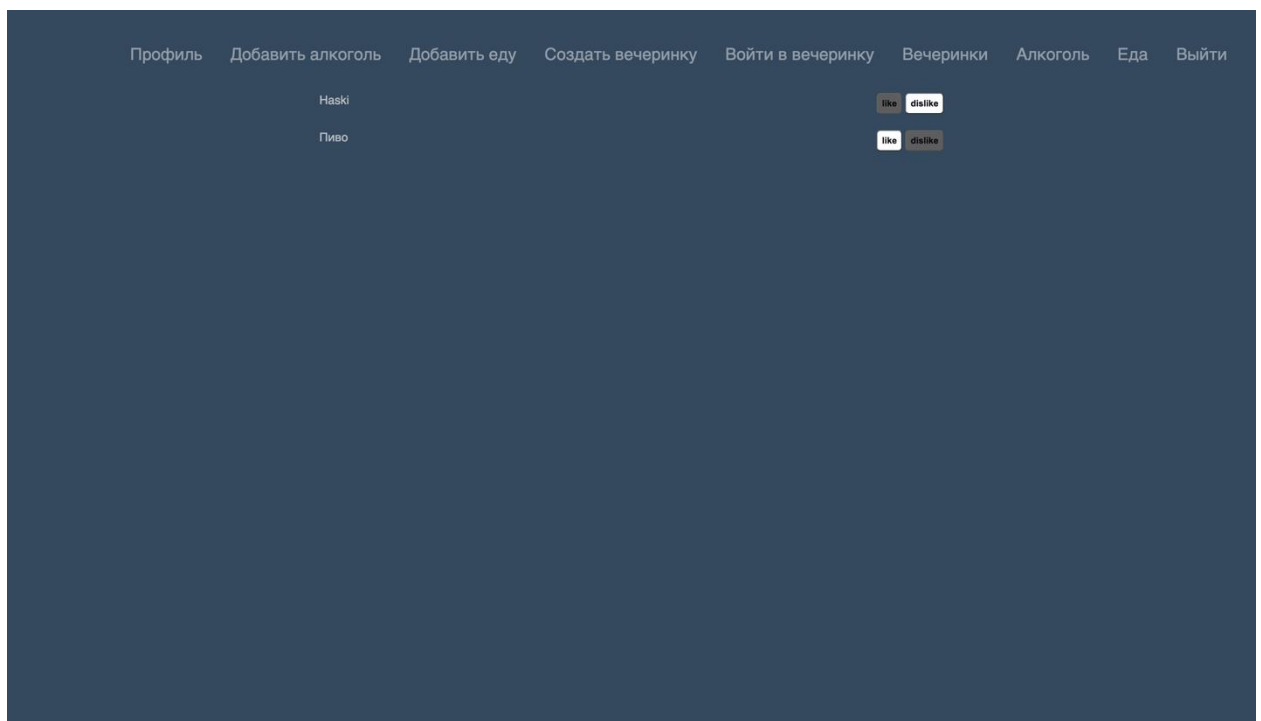 Профиль Добавить алкоголь Добавить еду Создать вечеринку Войти в вечеринку Вечеринки Алкоголь Еда Выйти
Haski like dislike
Пиво like dislike